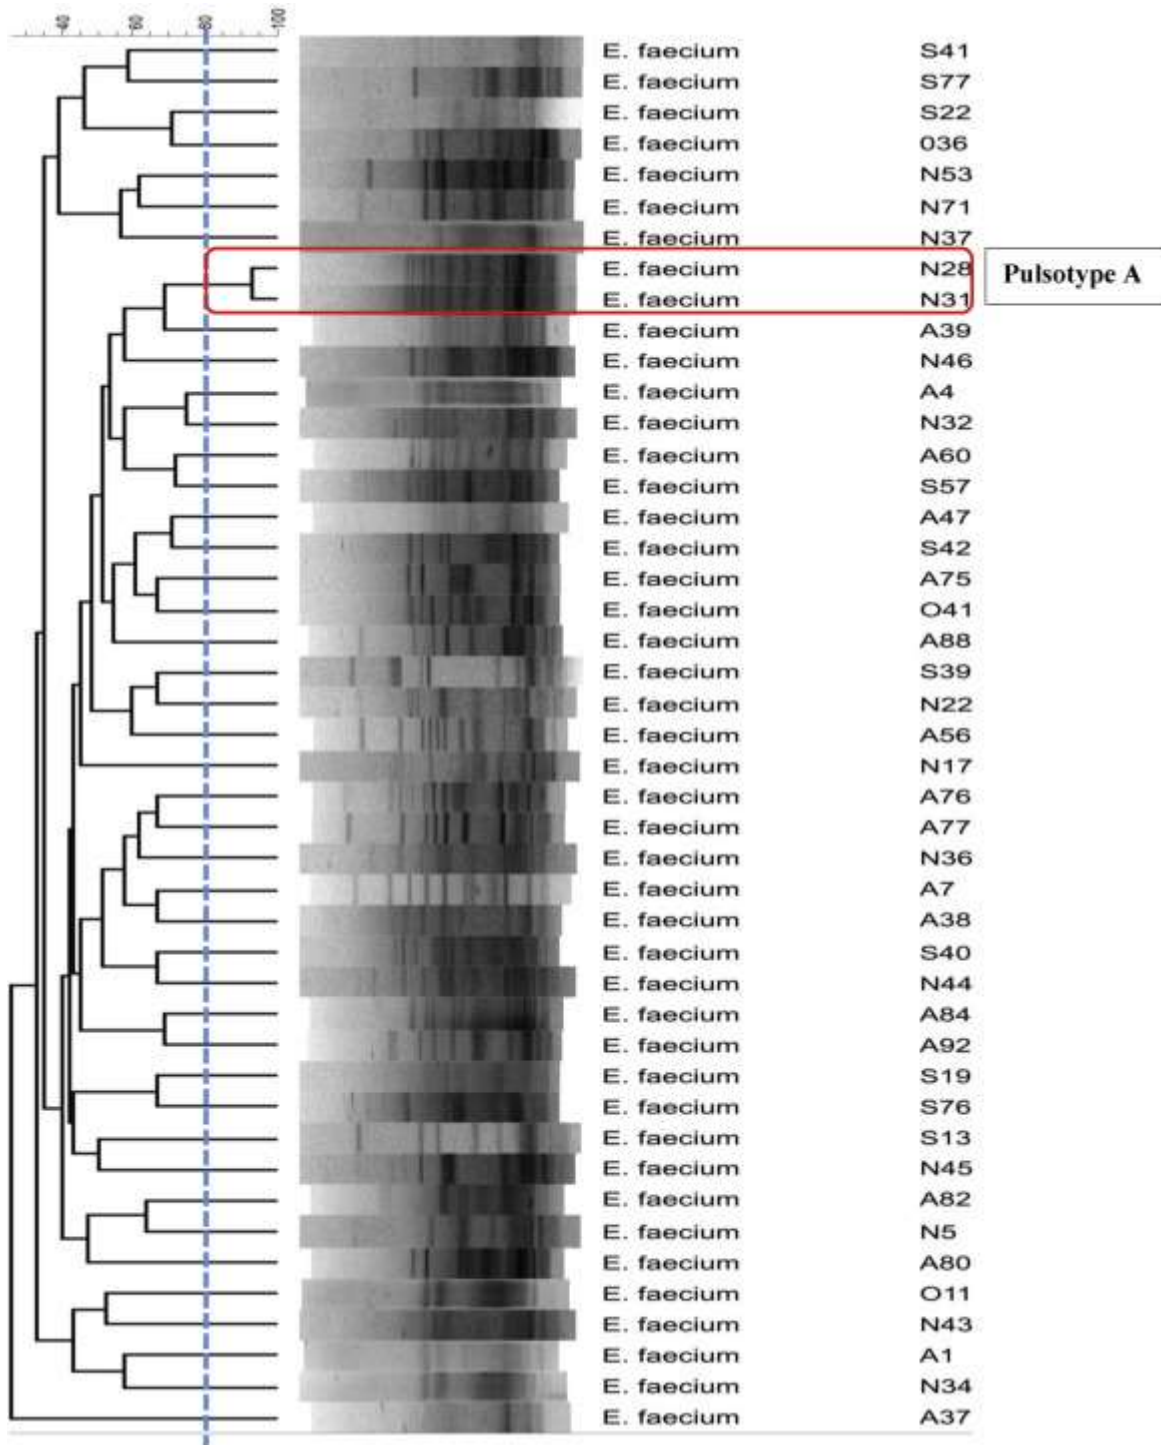 40 60 80 100
E. faecium S41
E. faecium S77
E. faecium S22
E. faecium 036
E. faecium N53
E. faecium N71
E. faecium N37
E. faecium N28
Pulsotype A
E. faecium N31
E. faecium A39
E. faecium N46
E. faecium A4
E. faecium N32
E. faecium A60
E. faecium S57
E. faecium A47
E. faecium S42
E. faecium A75
E. faecium O41
E. faecium A88
E. faecium S39
E. faecium N22
E. faecium A56
E. faecium N17
E. faecium A76
E. faecium A77
E. faecium N36
E. faecium A7
E. faecium A38
E. faecium S40
E. faecium N44
E. faecium A84
E. faecium A92
E. faecium S19
E. faecium S76
E. faecium S13
E. faecium N45
E. faecium A82
E. faecium N5
E. faecium A80
E. faecium O11
E. faecium N43
E. faecium A1
E. faecium N34
E. faecium A37